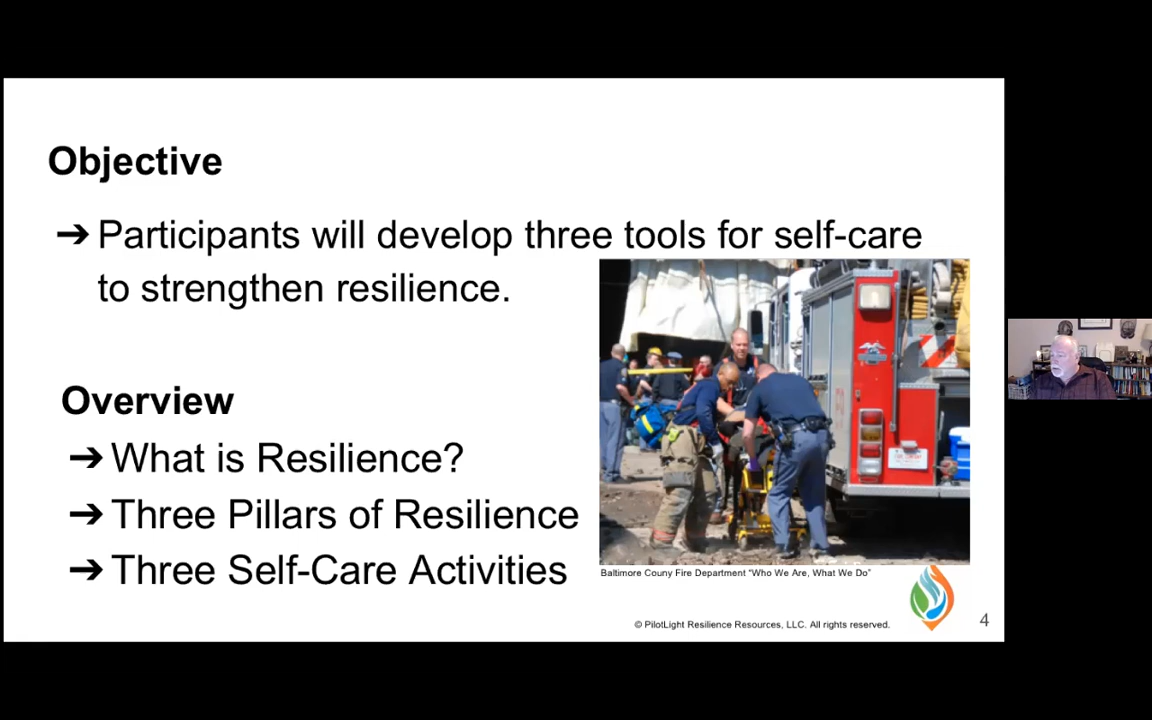 Objective
➔ Participants will develop three tools for self-care
to strengthen resilience.
Overview
➔ What is Resilience?
➔ Three Pillars of Resilience
➔ Three Self-Care Activities
Baltimore Couny Fire Department “Who We Are, What We Do”
© PilotLight Resilience Resources, LLC. All rights reserved.
4